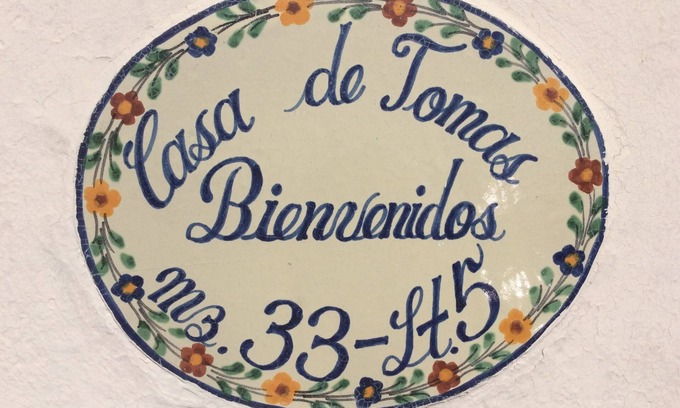 Casa de Tomas
Bienvenidos
Mz. 33-Lt. 5